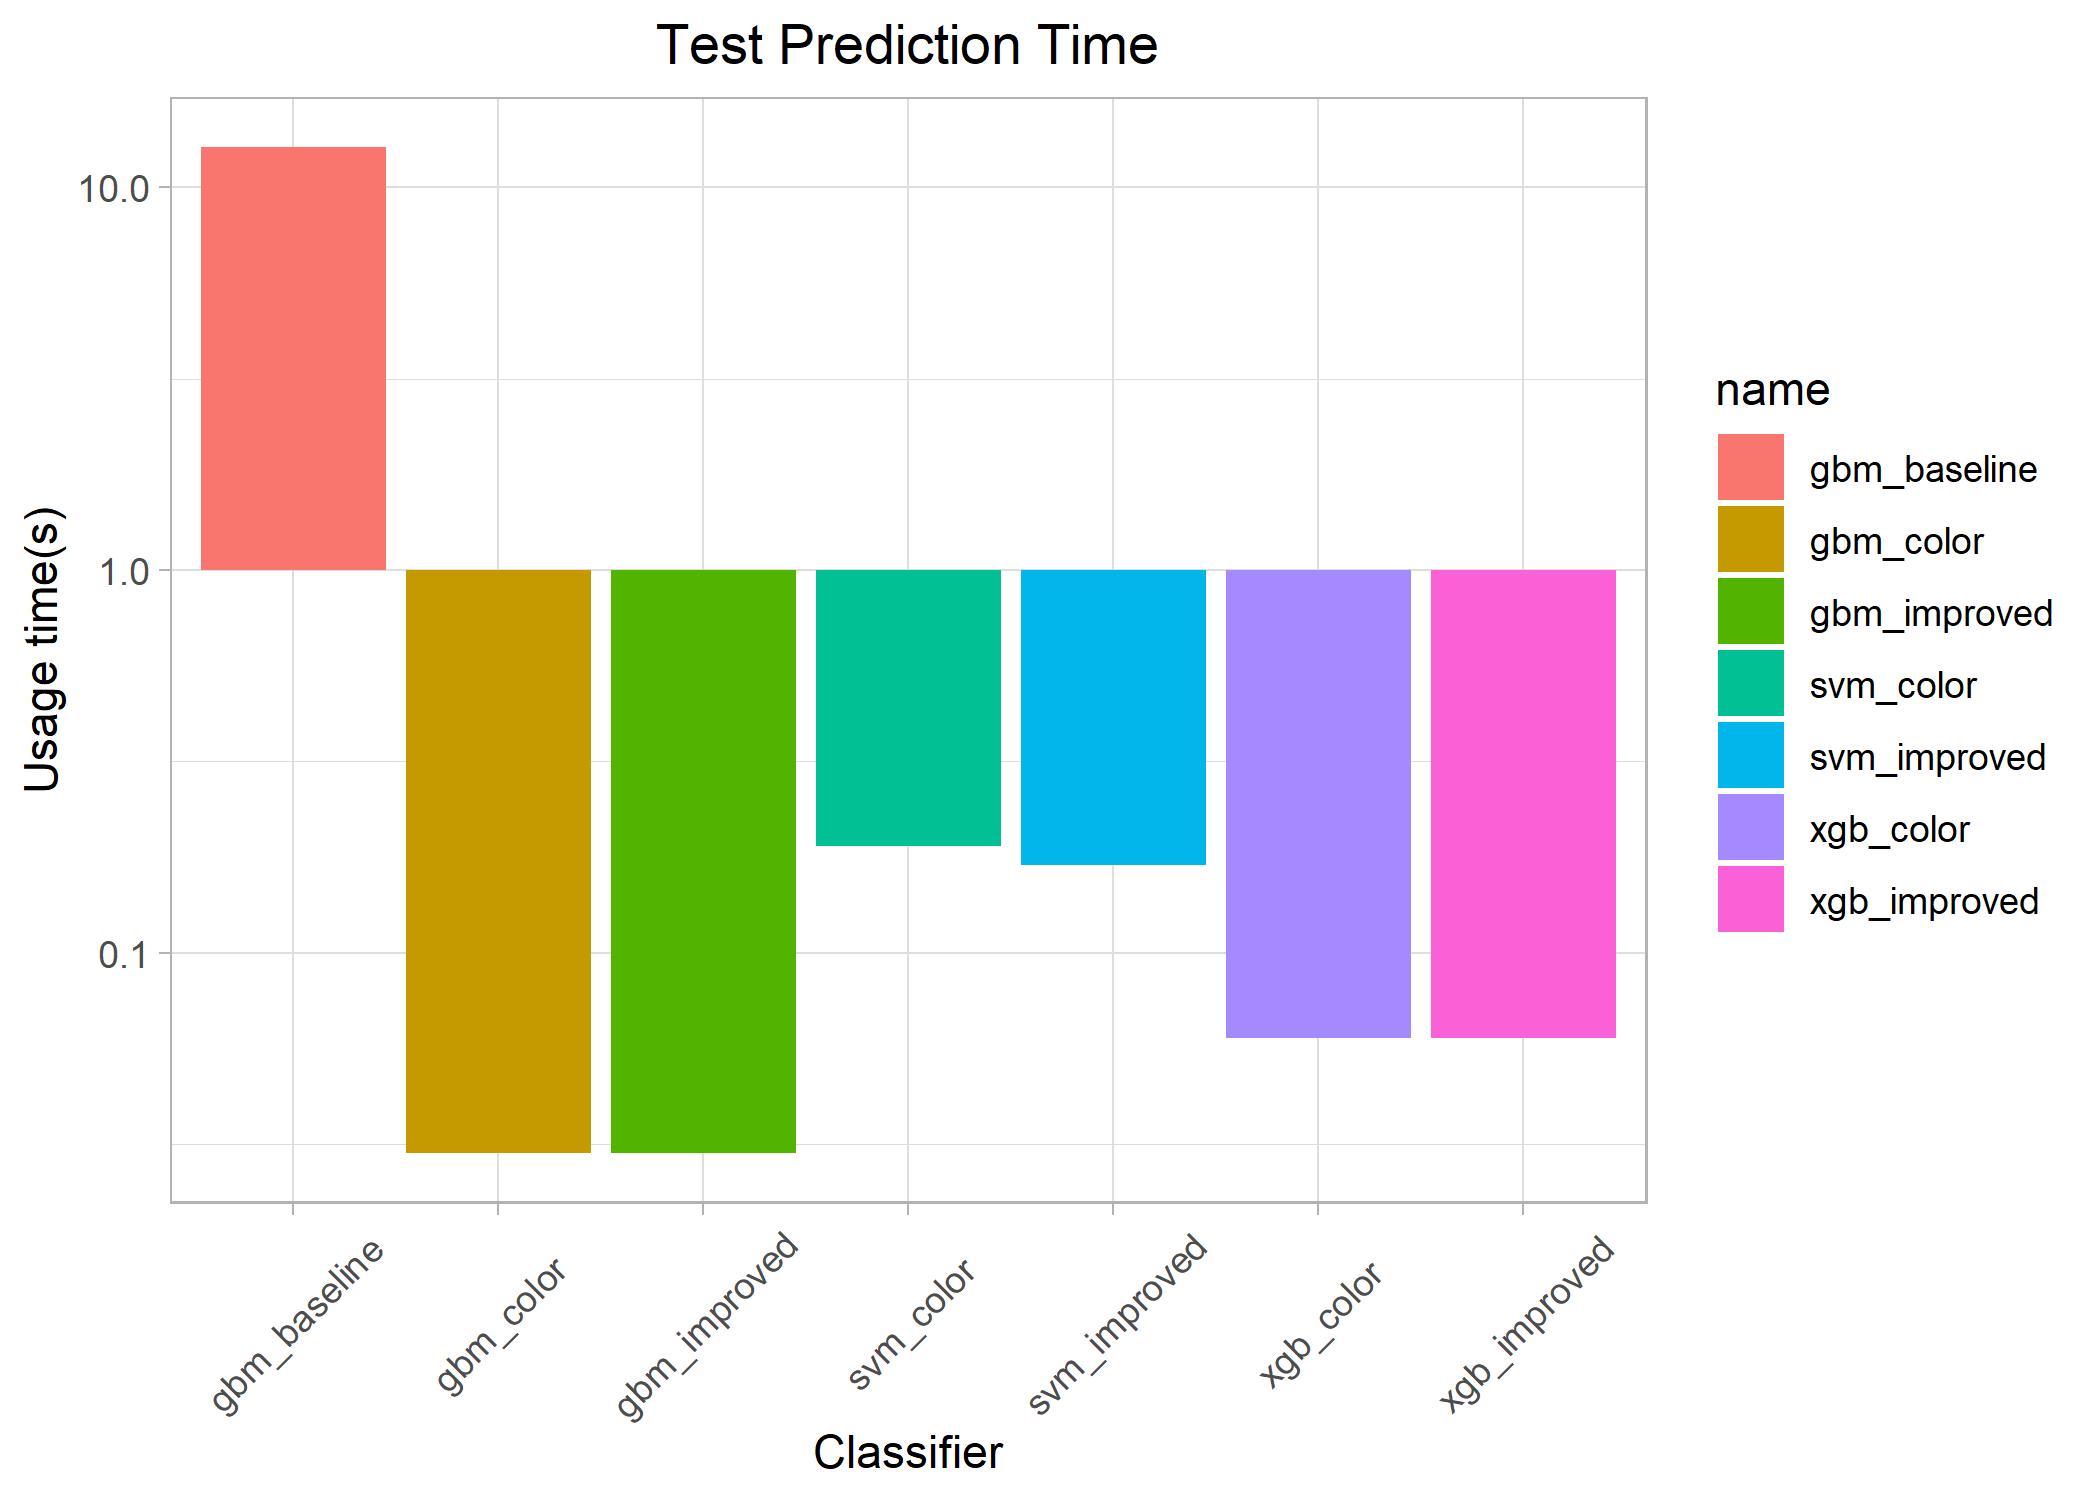 Test Prediction Time
Usage time(s)
10.0
1.0
0.1
gbm_baseline
gbm_color
gbm_improved
svm_color
svm_improved
xgb_color
xgb_improved
Classifier
name
gbm_baseline
gbm_color
gbm_improved
svm_color
svm_improved
xgb_color
xgb_improved